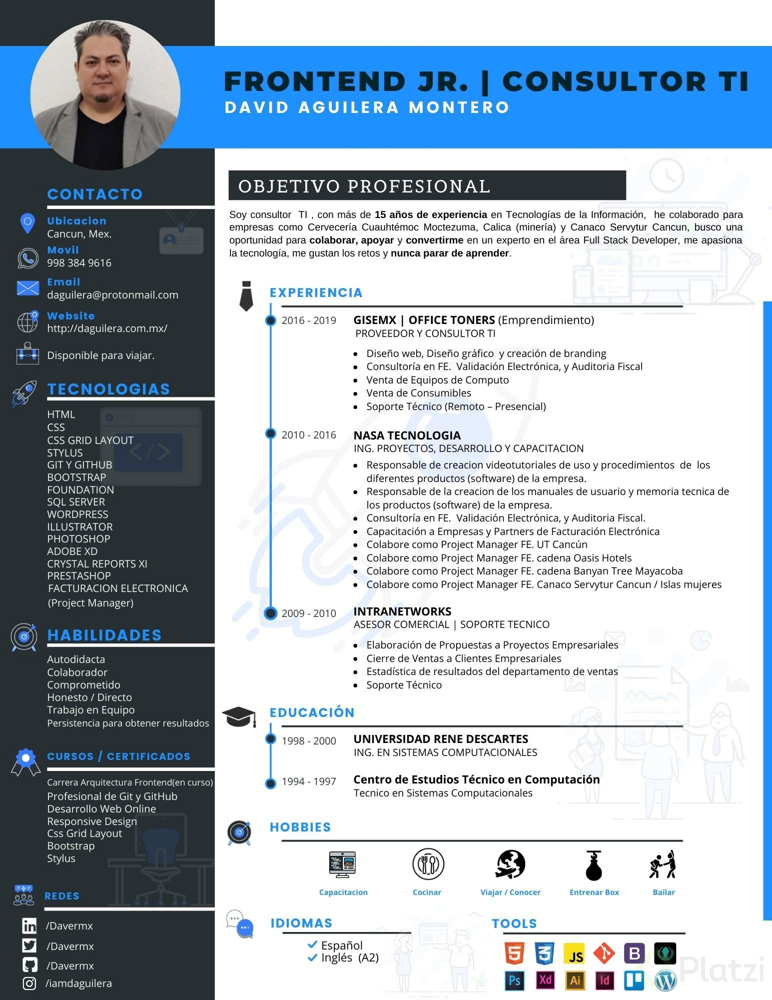 FRONTEND JR. | CONSULTOR TI
DAVID AGUILERA MONTERO
CONTACTO
Ubicacion
Cancun, Mex.
Movil
998 384 9616
Email
daguilera@protonmail.com
Website
http://daguilera.com.mx/
Disponible para viajar.
TECNOLOGIAS
HTML
CSS
CSS GRID LAYOUT
STYLUS
GIT Y GITHUB
BOOTSTRAP
FOUNDATION
SQL SERVER
WORDPRESS
ILLUSTRATOR
PHOTOSHOP
ADOBE XD
CRYSTAL REPORTS XI
PRESTASHOP
FACTURACION ELECTRONICA
(Project Manager)
HABILIDADES
Autodidacta
Colaborador
Comprometido
Honesto / Directo
Trabajo en Equipo
Persistencia para obtener resultados
CURSOS / CERTIFICADOS
Carrera Arquitectura Frontend(en curso)
Profesional de Git y GitHub
Desarrollo Web Online
Responsive Design
Css Grid Layout
Bootstrap
Stylus
REDES
in /Davermx
/Davermx
/Davermx
/iamdaguilera
OBJETIVO PROFESIONAL
Soy consultor TI , con más de 15 años de experiencia en Tecnologías de la Información, he colaborado para
empresas como Cervecería Cuauhtémoc Moctezuma, Calica (minería) y Canaco Servytur Cancun, busco una
oportunidad para colaborar, apoyar y convertirme en un experto en el área Full Stack Developer, me apasiona
la tecnología, me gustan los retos y nunca parar de aprender.
EXPERIENCIA
2016 - 2019 GISEMX | OFFICE TONERS (Emprendimiento)
PROVEEDOR Y CONSULTOR TI
• Diseño web, Diseño gráfico y creación de branding
• Consultoría en FE. Validación Electrónica, y Auditoria Fiscal
• Venta de Equipos de Computo
• Venta de Consumibles
• Soporte Técnico (Remoto – Presencial)
2010 - 2016 NASA TECNOLOGIA
ING. PROYECTOS, DESARROLLO Y CAPACITACION
• Responsable de creacion videotutoriales de uso y procedimientos de los
diferentes productos (software) de la empresa.
• Responsable de la creacion de los manuales de usuario y memoria tecnica de
los productos (software) de la empresa.
• Consultoría en FE. Validación Electrónica, y Auditoria Fiscal.
• Capacitación a Empresas y Partners de Facturación Electrónica
• Colabore como Project Manager FE. UT Cancún
• Colabore como Project Manager FE. cadena Oasis Hotels
• Colabore como Project Manager FE. cadena Banyan Tree Mayacoba
• Colabore como Project Manager FE. Canaco Servytur Cancun / Islas mujeres
2009 - 2010 INTRANETWORKS
ASESOR COMERCIAL | SOPORTE TECNICO
• Elaboración de Propuestas a Proyectos Empresariales
• Cierre de Ventas a Clientes Empresariales
• Estadística de resultados del departamento de ventas
• Soporte Técnico
EDUCACIÓN
1998 - 2000 UNIVERSIDAD RENE DESCARTES
ING. EN SISTEMAS COMPUTACIONALES
1994 - 1997 Centro de Estudios Técnico en Computación
Tecnico en Sistemas Computacionales
HOBBIES
Capacitacion Cocinar Viajar / Conocer Entrenar Box Bailar
IDIOMAS
Español
Inglés (A2)
TOOLS
5 3 JS B
Ps Xd Ai Id W
Platzi